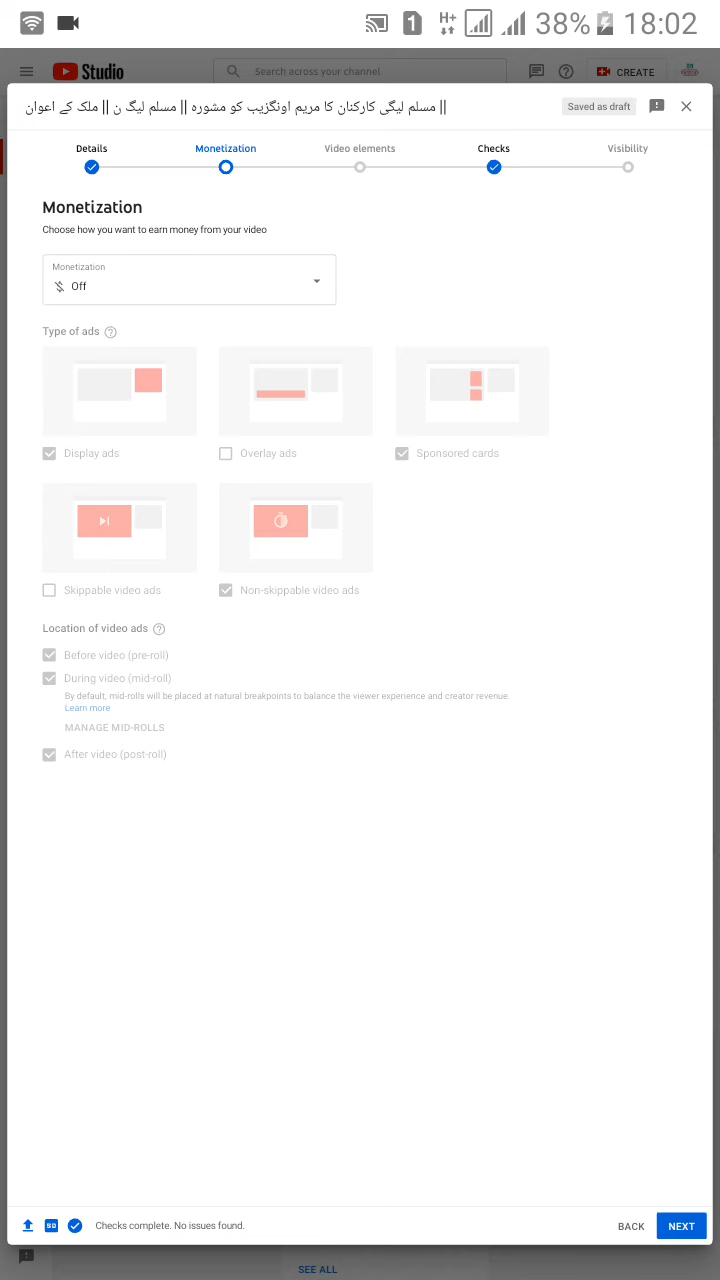 1 H+ 38% 18:02
Studio
Search across your channel
CREATE
مسلم لیگی کارکنان کا مریم اونگزیب کو مشورہ || مسلم لیگ ن || ملک کے اعوان ||
Saved as draft
Details Monetization Video elements Checks Visibility
Monetization
Choose how you want to earn money from your video
Monetization
Off
Type of ads
Display ads Overlay ads Sponsored cards
Skippable video ads Non-skippable video ads
Location of video ads
Before video (pre-roll)
During video (mid-roll)
By default, mid-rolls will be placed at natural breakpoints to balance the viewer experience and creator revenue.
Learn more
MANAGE MID-ROLLS
After video (post-roll)
SD Checks complete. No issues found. BACK NEXT
SEE ALL